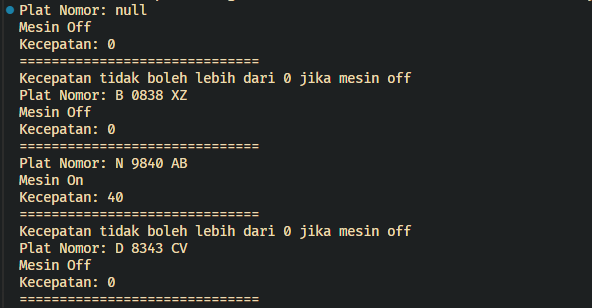 Plat Nomor: null
Mesin Off
Kecepatan: 0
==============================
Kecepatan tidak boleh lebih dari 0 jika mesin off
Plat Nomor: B 0838 XZ
Mesin Off
Kecepatan: 0
==============================
Plat Nomor: N 9840 AB
Mesin On
Kecepatan: 40
==============================
Kecepatan tidak boleh lebih dari 0 jika mesin off
Plat Nomor: D 8343 CV
Mesin Off
Kecepatan: 0
==============================